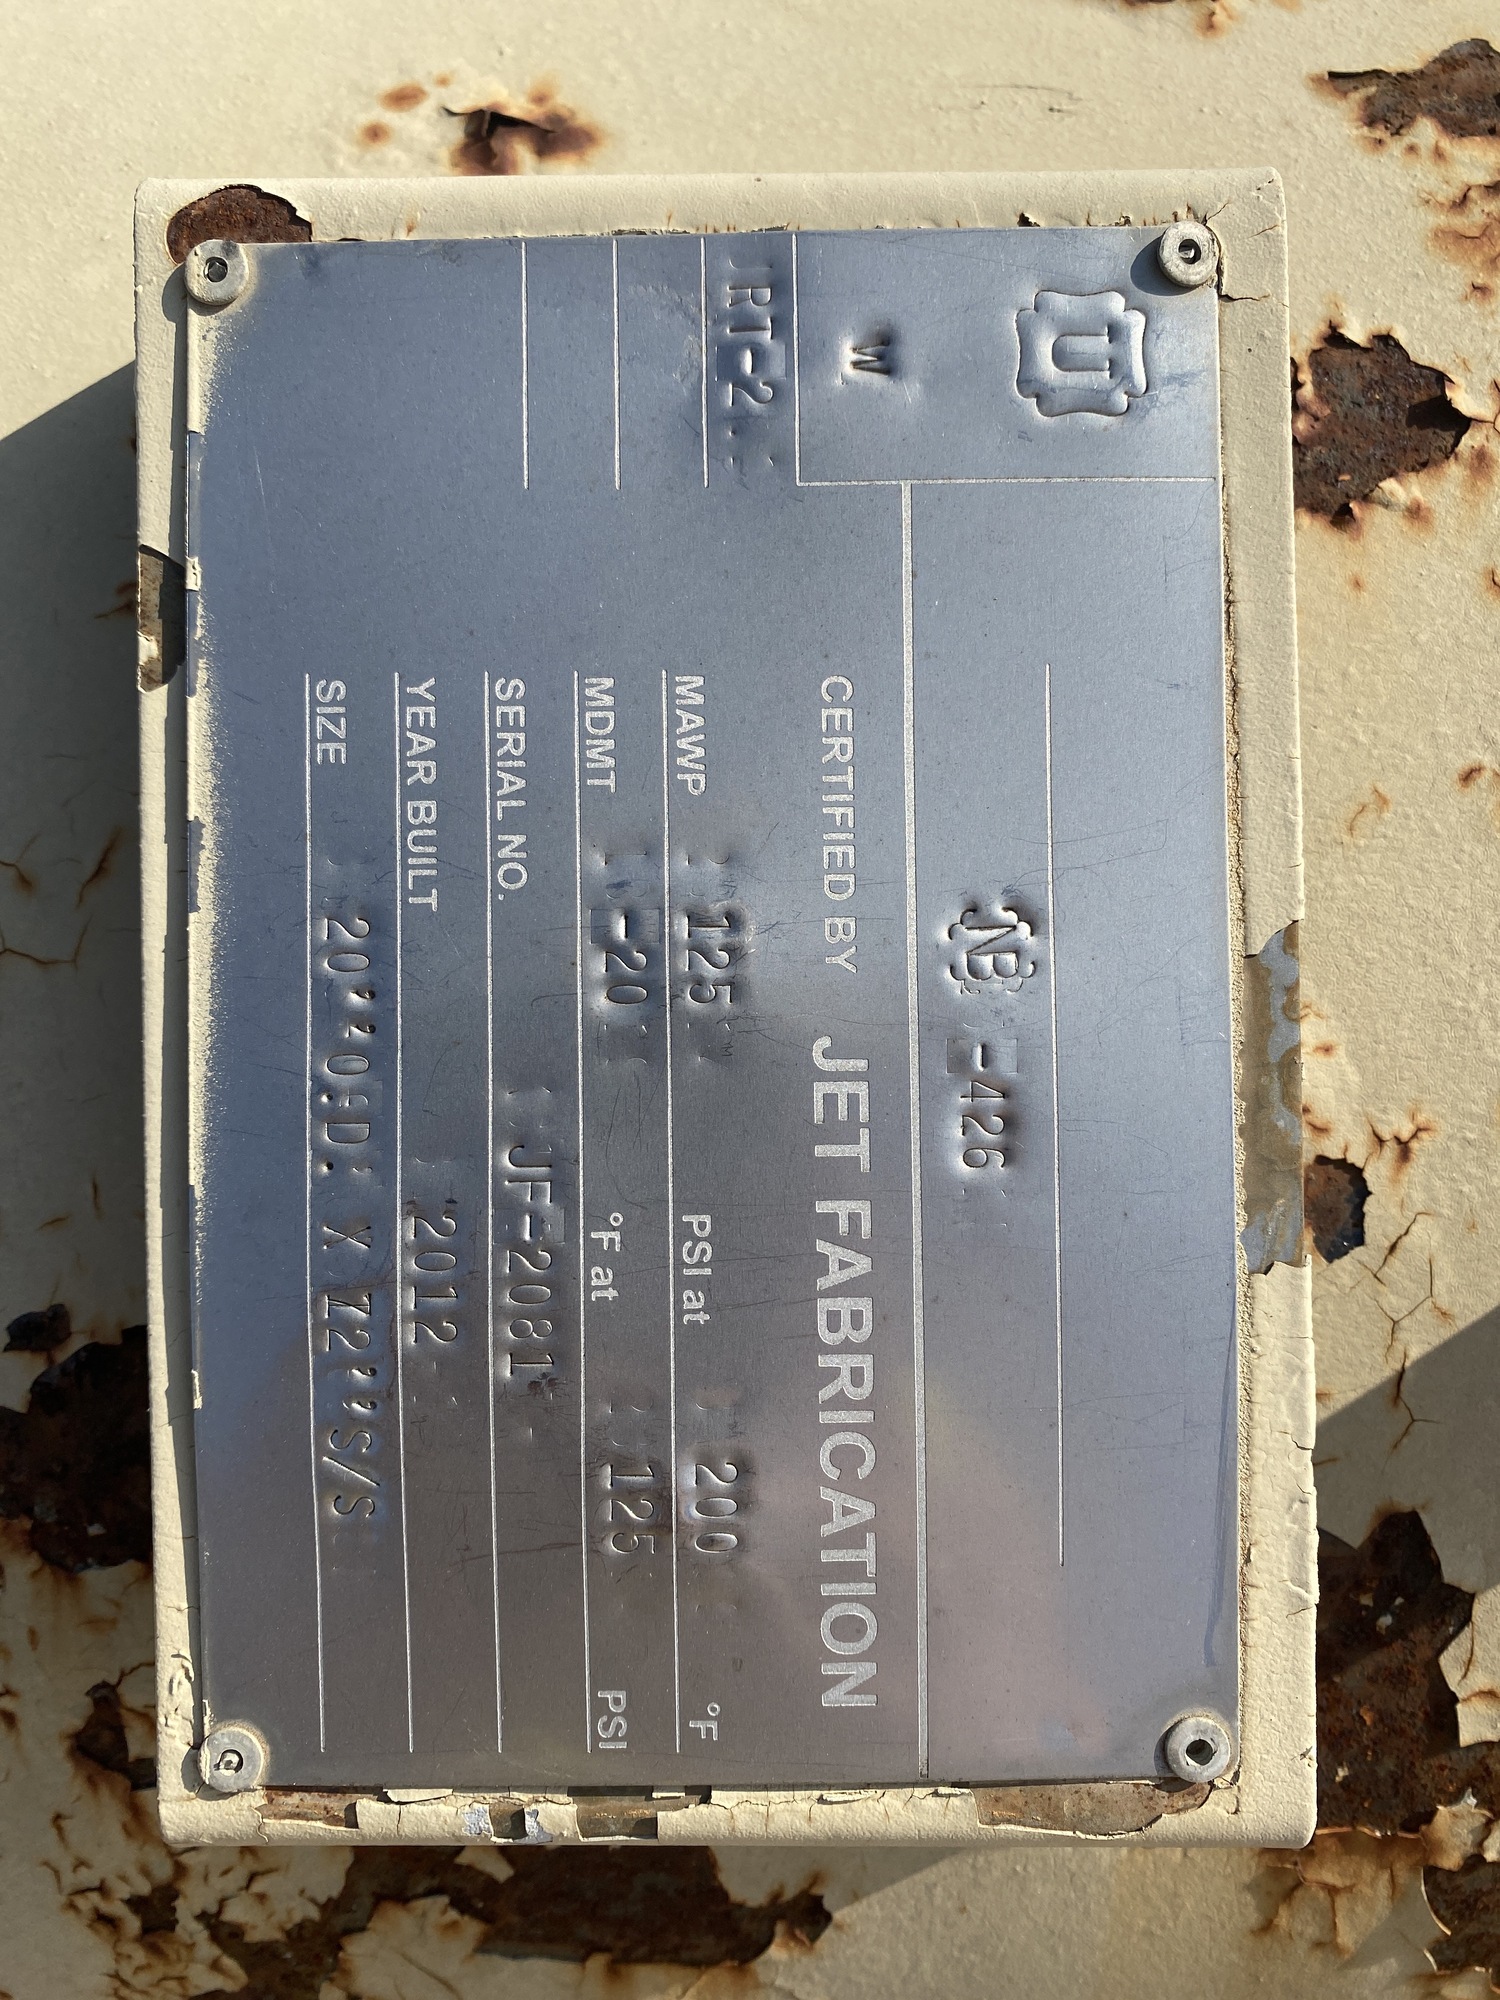 U
NB -426
W
CERTIFIED BY JET FABRICATION
RT-2
MAWP 125 PSI at 200 °F
MDMT -20 °F at 125 PSI
SERIAL NO. JF-2081
YEAR BUILT 2012
SIZE 20''O.D. X 72''S/S